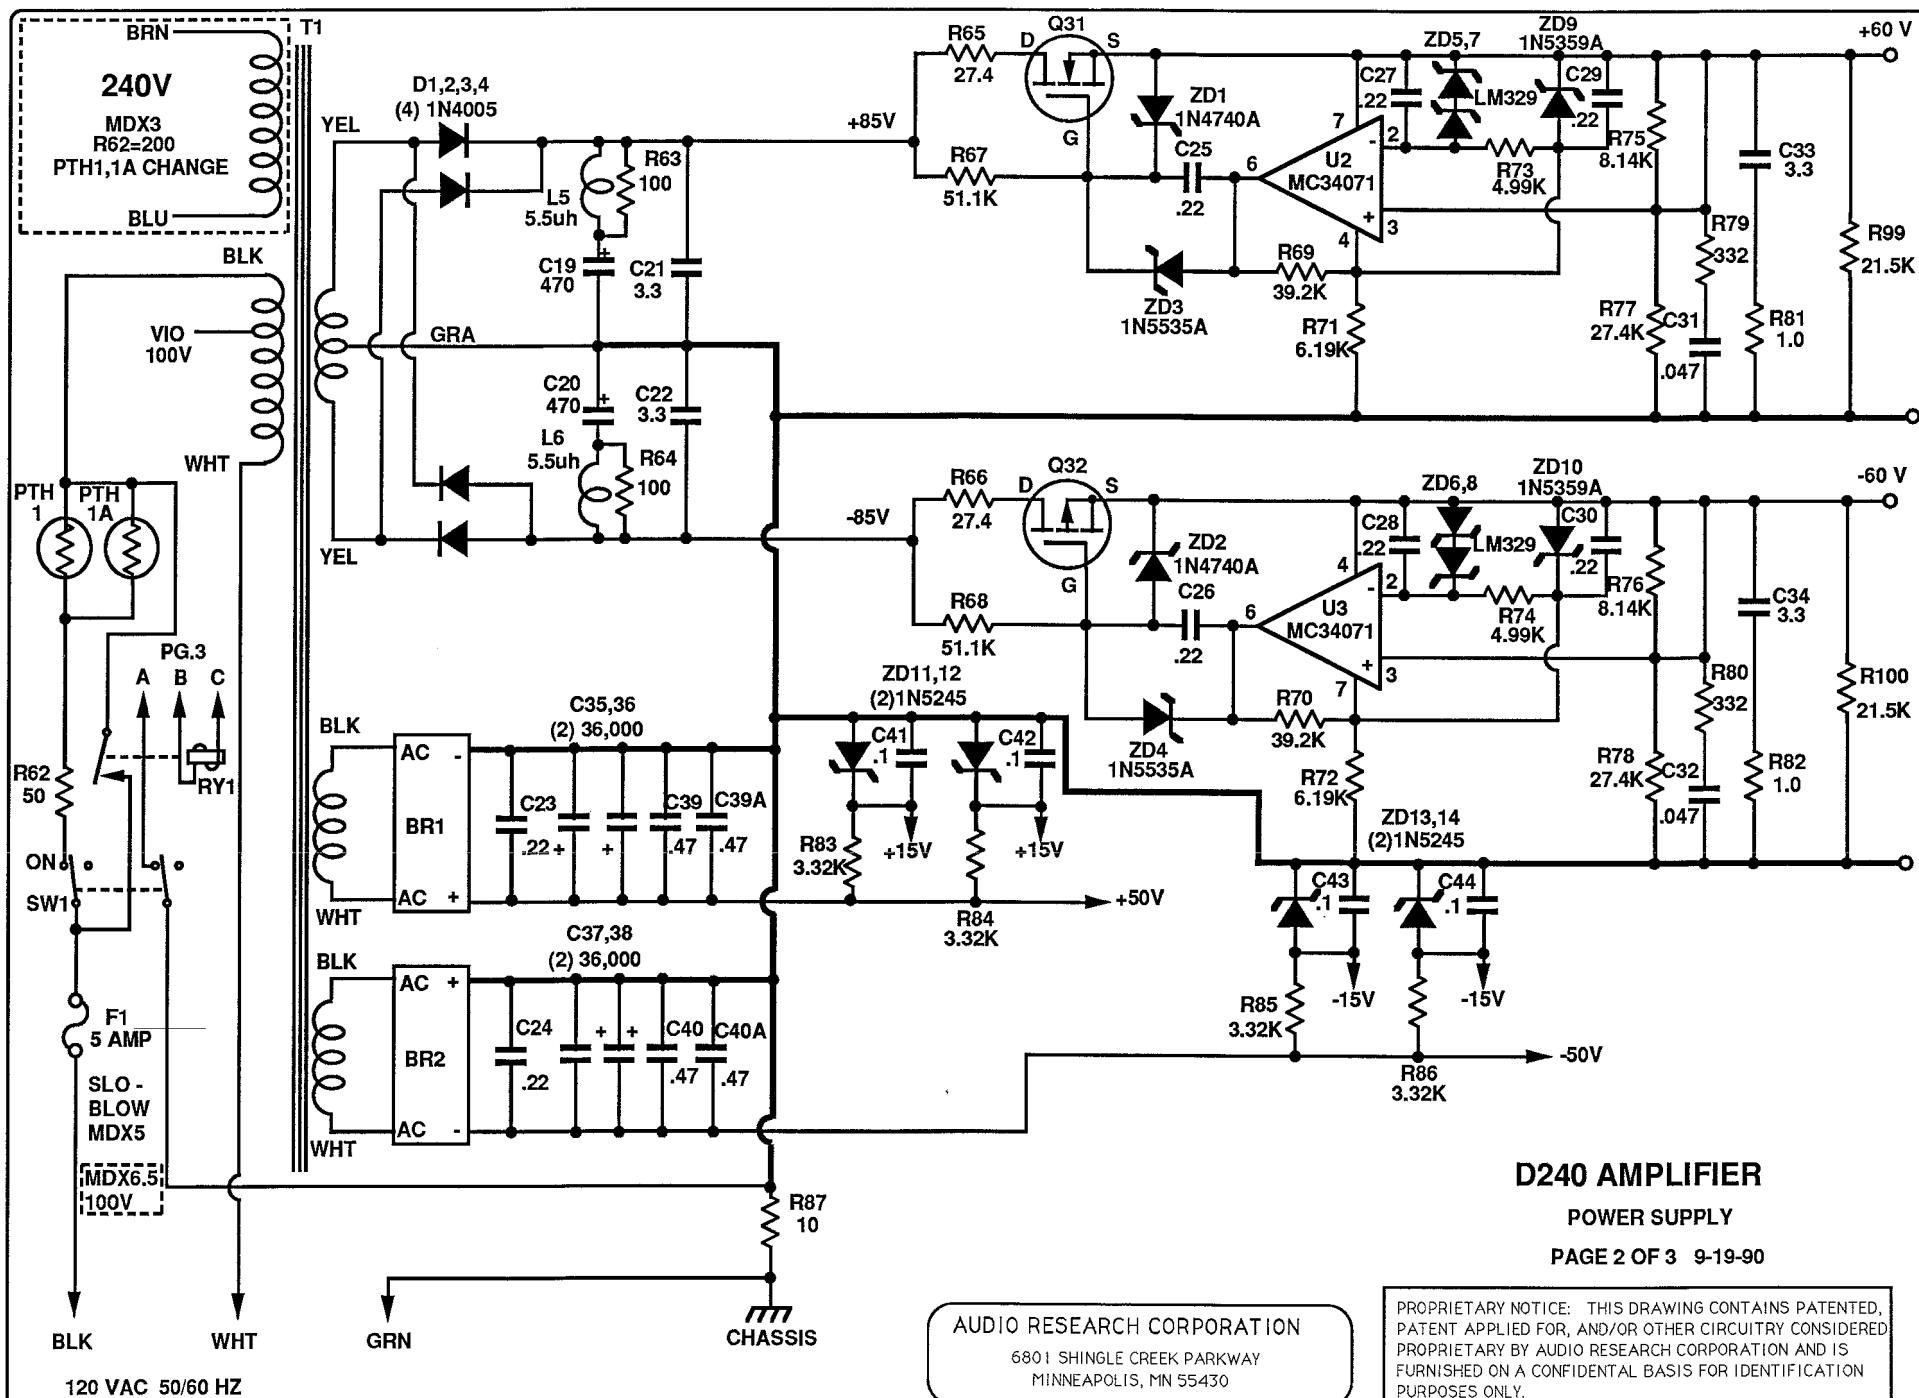 BRN
T1
240V
MDX3
R62=200
PTH1,1A CHANGE
BLU
YEL
D1,2,3,4
(4) 1N4005
L5
5.5uh
R63
100
C19
470
+
C21
3.3
GRA
+85V
R65
27.4
R67
51.1K
Q31
D
S
G
ZD1
1N4740A
C25
.22
ZD3
1N5535A
6
R69
39.2K
R71
6.19K
U2
MC34071
7
2
-
+
3
4
C27
.22
ZD5,7
LM329
ZD9
1N5359A
C29
.22
R73
4.99K
R75
8.14K
R77
27.4K
C31
.047
R79
332
C33
3.3
R81
1.0
R99
21.5K
+60 V
BLK
VIO
100V
WHT
PTH
1
PTH
1A
YEL
C20
470
+
C22
3.3
L6
5.5uh
R64
100
-85V
R66
27.4
R68
51.1K
Q32
D
S
G
ZD2
1N4740A
C26
.22
ZD4
1N5535A
6
R70
39.2K
R72
6.19K
U3
MC34071
4
2
-
+
3
7
C28
.22
ZD6,8
LM329
ZD10
1N5359A
C30
.22
R74
4.99K
R76
8.14K
R78
27.4K
C32
.047
R80
332
C34
3.3
R82
1.0
R100
21.5K
-60 V
PG.3
A B C
RY1
R62
50
ON
SW1
F1
5 AMP
SLO -
BLOW
MDX5
MDX6.5
100V
BLK
WHT
AC -
BR1
AC +
C35,36
(2) 36,000
C23
.22
+
+
C39
.47
C39A
.47
ZD11,12
(2)1N5245
C41
.1
C42
.1
R83
3.32K
+15V
+15V
R84
3.32K
+50V
ZD13,14
(2)1N5245
C43
.1
C44
.1
R85
3.32K
-15V
-15V
R86
3.32K
-50V
BLK
WHT
AC +
BR2
AC -
C37,38
(2) 36,000
C24
.22
+
+
C40
.47
C40A
.47
R87
10
BLK
WHT
GRN
CHASSIS
120 VAC 50/60 HZ
D240 AMPLIFIER
POWER SUPPLY
PAGE 2 OF 3 9-19-90
AUDIO RESEARCH CORPORATION
6801 SHINGLE CREEK PARKWAY
MINNEAPOLIS, MN 55430
PROPRIETARY NOTICE: THIS DRAWING CONTAINS PATENTED,
PATENT APPLIED FOR, AND/OR OTHER CIRCUITRY CONSIDERED
PROPRIETARY BY AUDIO RESEARCH CORPORATION AND IS
FURNISHED ON A CONFIDENTAL BASIS FOR IDENTIFICATION
PURPOSES ONLY.